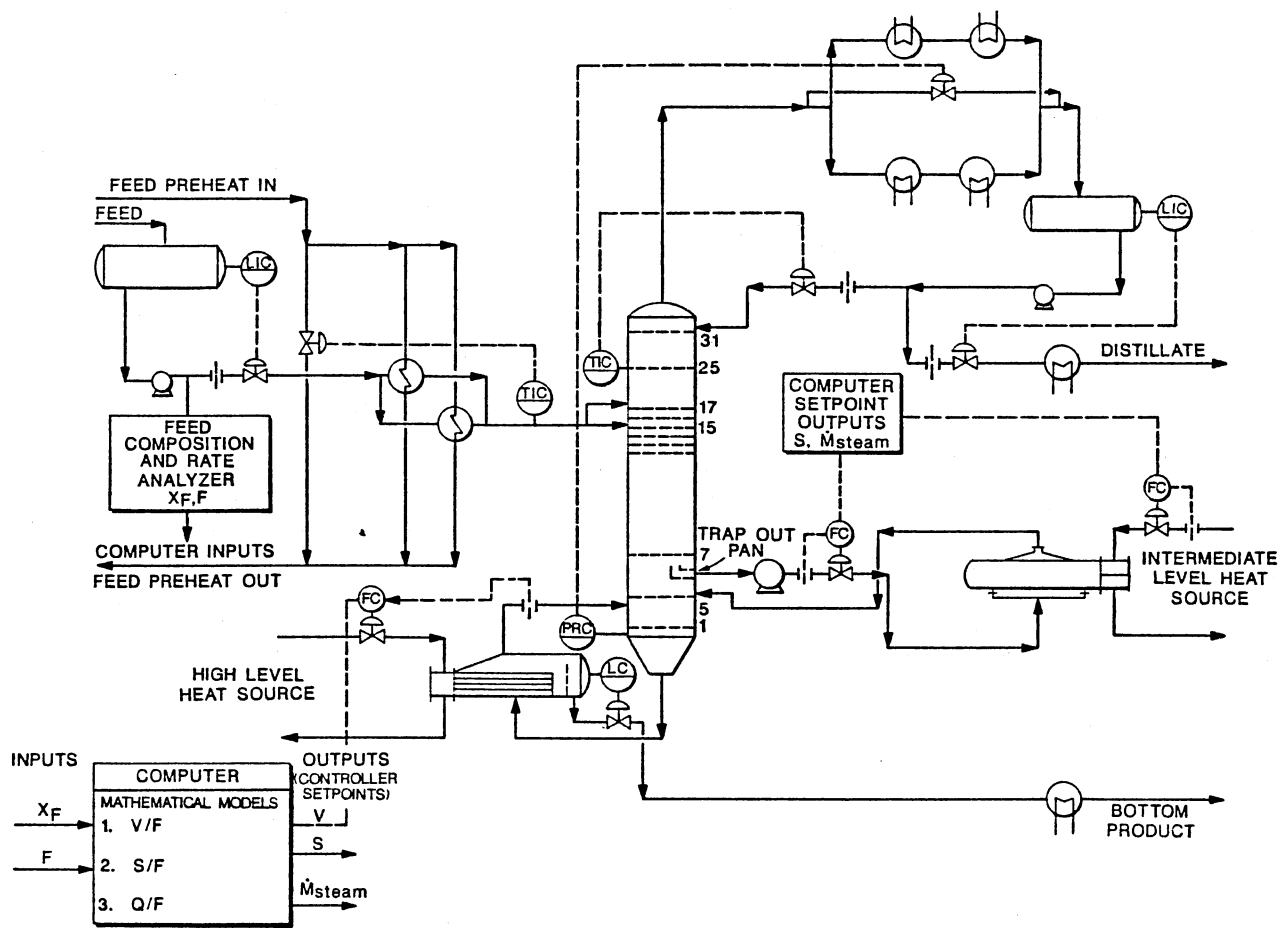 FEED PREHEAT IN
FEED
LIC
LIC
TIC
31
25
TIC
DISTILLATE
17
15
COMPUTER
SETPOINT
OUTPUTS
S, Ṁsteam
FEED
COMPOSITION
AND RATE
ANALYZER
XF,F
FC
FC
TRAP OUT
PAN
7
COMPUTER INPUTS
FEED PREHEAT OUT
INTERMEDIATE
LEVEL HEAT
SOURCE
FC
5
1
PRC
HIGH LEVEL
HEAT SOURCE
LC
INPUTS
OUTPUTS
(CONTROLLER
SETPOINTS)
COMPUTER
MATHEMATICAL MODELS
XF
1. V/F
V
F
2. S/F
S
3. Q/F
Ṁsteam
BOTTOM
PRODUCT